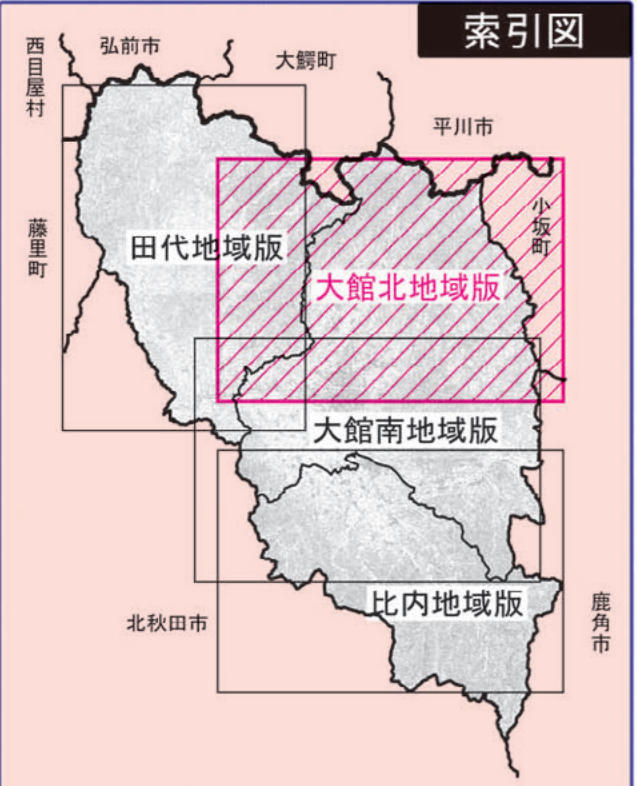 索引図
弘前市
西目屋村
大鰐町
平川市
藤里町
小坂町
田代地域版
大館北地域版
大館南地域版
比内地域版
北秋田市
鹿角市